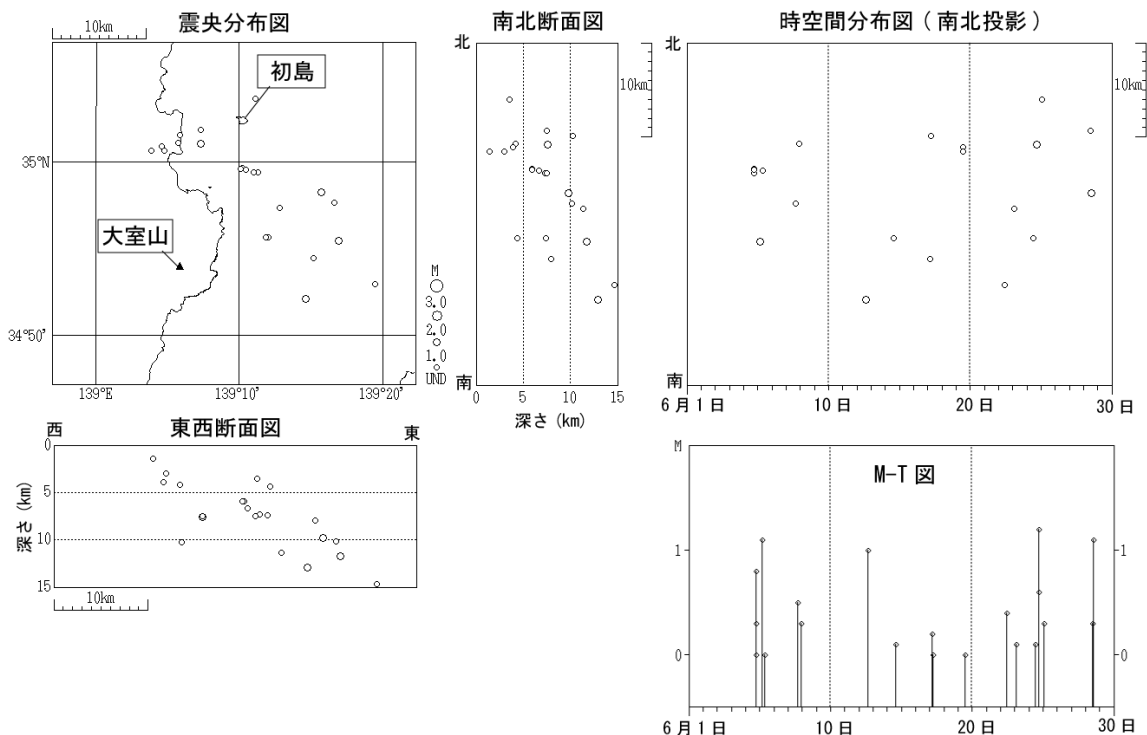 震央分布図
10km
初島
35°N
大室山
34°50'
139°E
139°10'
139°20'
M
3.0
2.0
1.0
UND
南北断面図
北
南
0
5
10
15
深さ (km)
10km
時空間分布図 ( 南北投影 )
北
南
10km
6月1日
10日
20日
30日
東西断面図
西
東
0
5
10
15
深さ (km)
10km
M-T 図
M
1
0
1
0
6月1日
10日
20日
30日